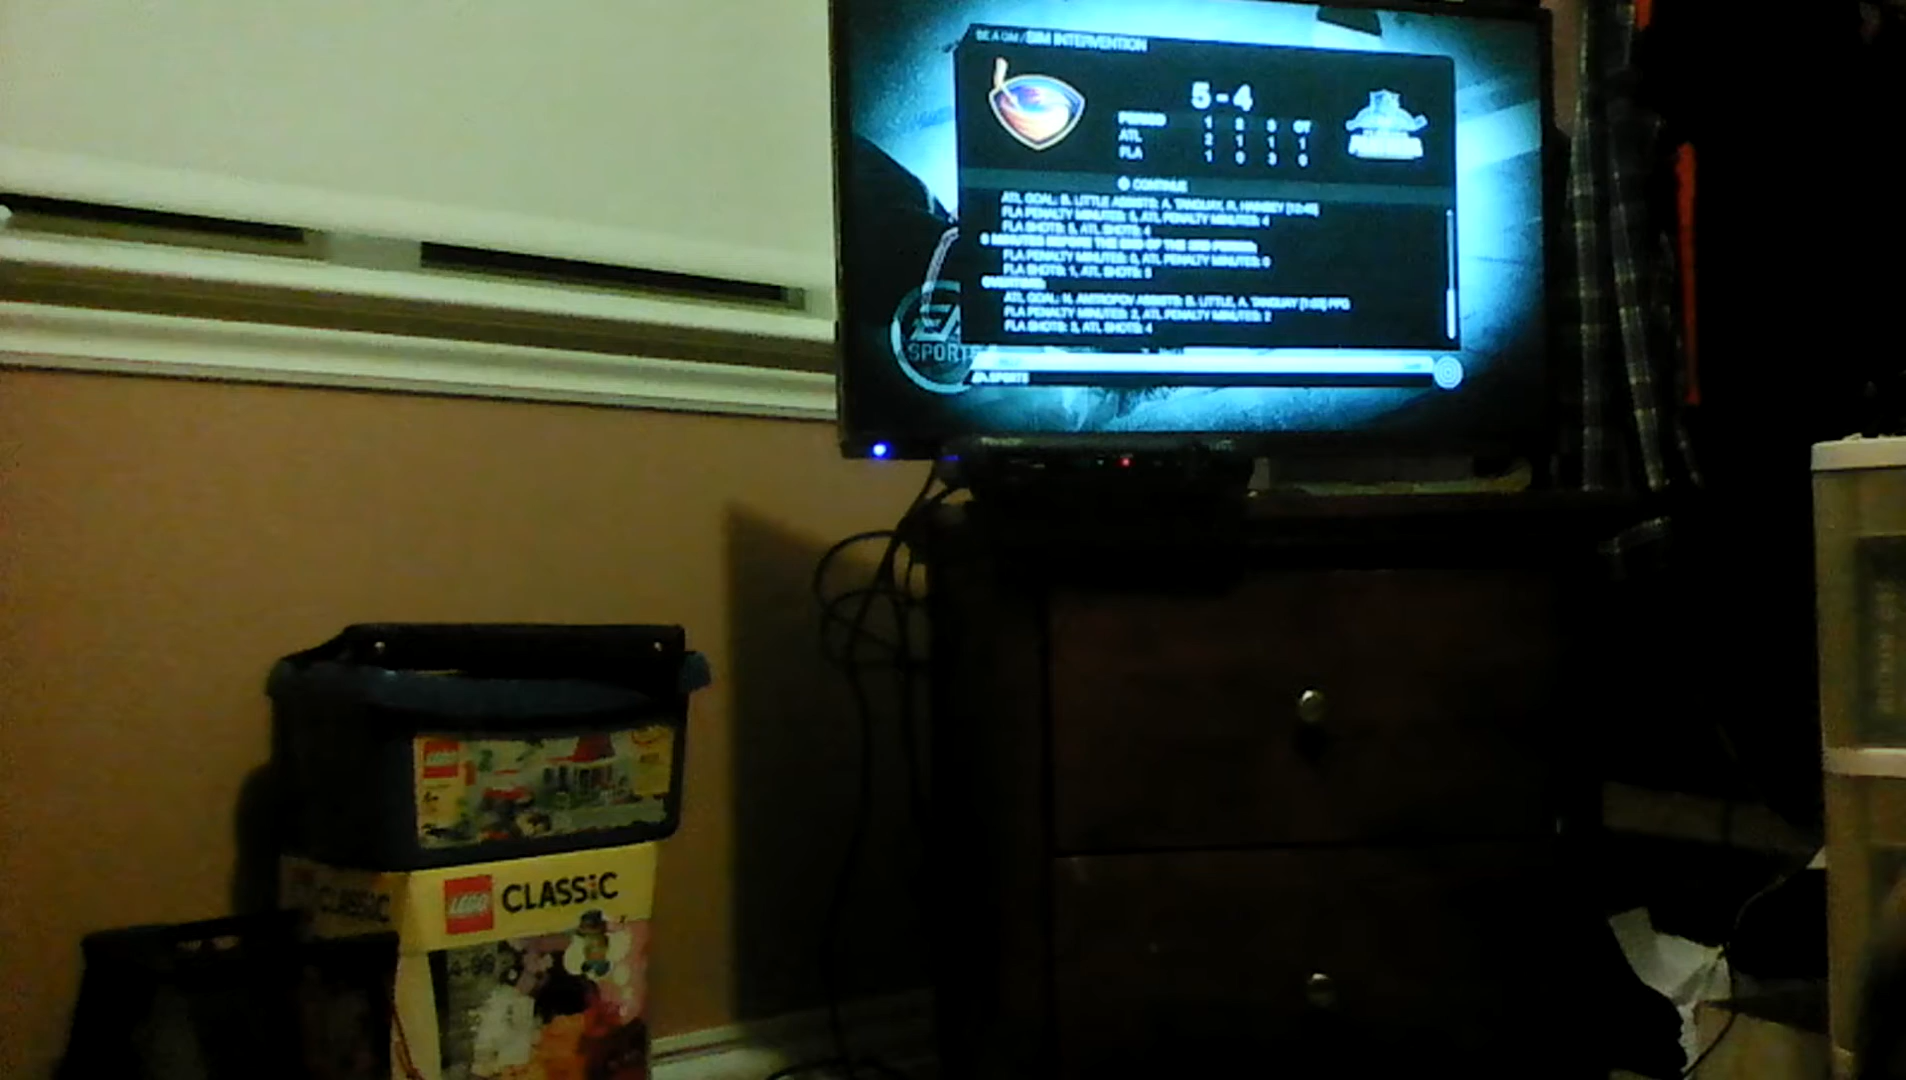 BE A GM / SIM INTERVENTION
5 - 4
PERIOD 1 2 3 OT
ATL 2 1 1 1
FLA 1 0 3 0
CONTINUE
ATL GOAL: B. LITTLE ASSISTS: A. TANGUAY, R. HAINSEY
FLA PENALTY MINUTES: ATL PENALTY MINUTES: 4
FLA SHOTS: 5, ATL SHOTS: 4
MINUTES BEFORE THE END OF THE PERIOD:
FLA PENALTY MINUTES: 0, ATL PENALTY MINUTES: 0
FLA SHOTS: 1, ATL SHOTS:
OVERTIME:
ATL GOAL: N. ANTROPOV ASSISTS: B. LITTLE, A. TANGUAY PPG
FLA PENALTY MINUTES: 2, ATL PENALTY MINUTES: 2
FLA SHOTS: ATL SHOTS: 4
EA
SPORTS
EA SPORTS
LEGO
CLASSIC
LEGO CLASSIC
4-99